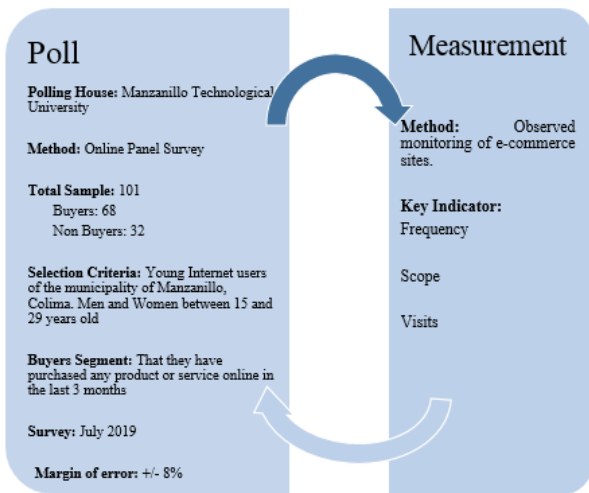 Poll
Polling House: Manzanillo Technological
University
Method: Online Panel Survey
Total Sample: 101
Buyers: 68
Non Buyers: 32
Selection Criteria: Young Internet users
of the municipality of Manzanillo,
Colima. Men and Women between 15 and
29 years old
Buyers Segment: That they have
purchased any product or service online in
the last 3 months
Survey: July 2019
Margin of error: +/- 8%
Measurement
Method: Observed
monitoring of e-commerce
sites.
Key Indicator:
Frequency
Scope
Visits